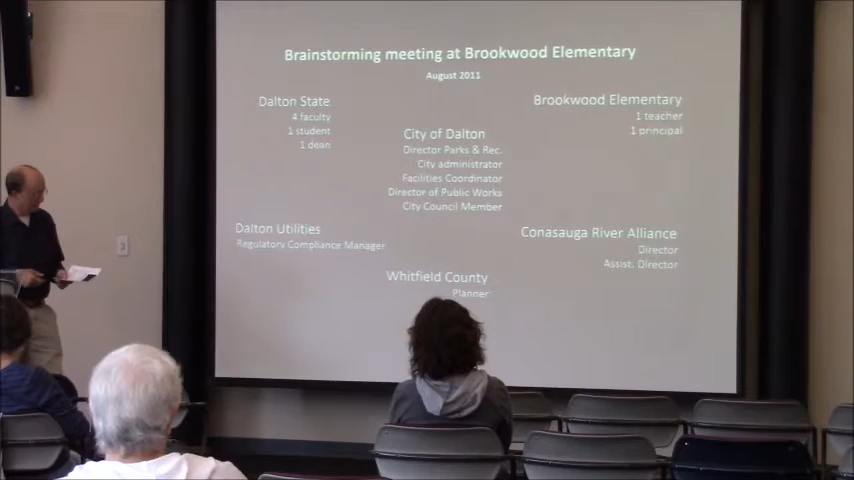 Brainstorming meeting at Brookwood Elementary
August 2011
Dalton State
4 faculty
1 student
1 dean
City of Dalton
Director Parks & Rec.
City administrator
Facilities Coordinator
Director of Public Works
City Council Member
Brookwood Elementary
1 teacher
1 principal
Dalton Utilities
Regulatory Compliance Manager
Whitfield County
Planner
Conasauga River Alliance
Director
Assist. Director